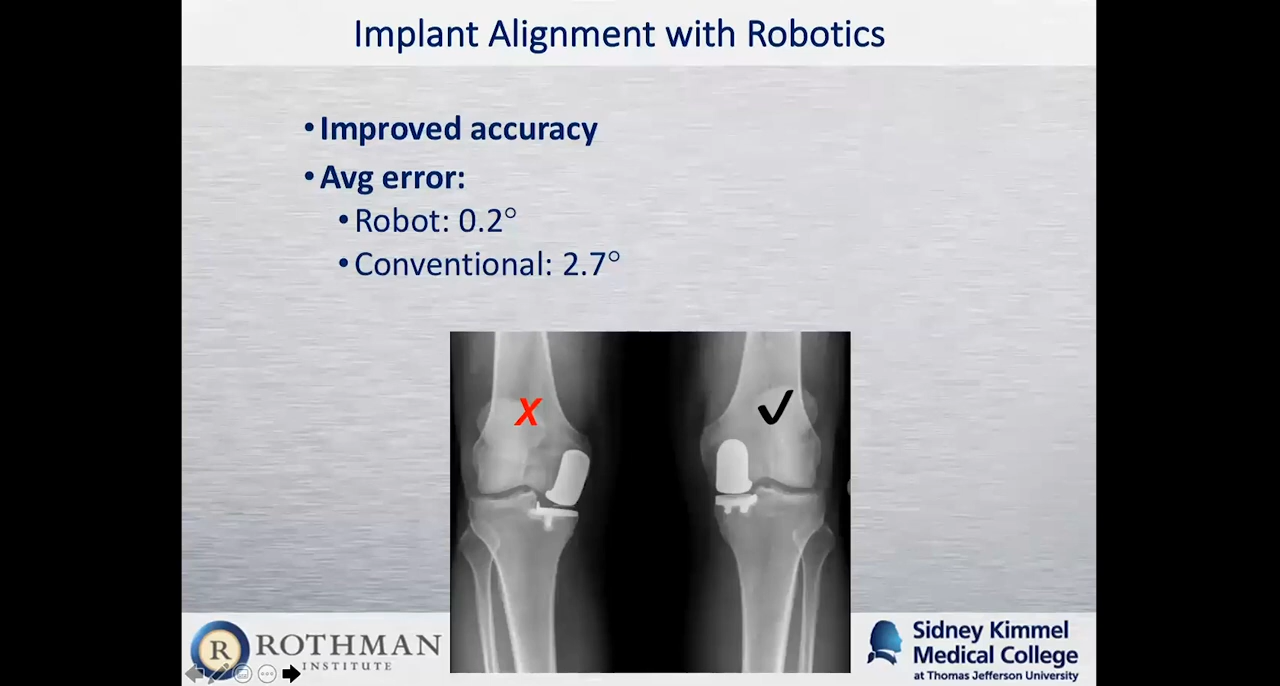 Implant Alignment with Robotics
•Improved accuracy
•Avg error:
•Robot: 0.2°
•Conventional: 2.7°
X
R ROTHMAN
INSTITUTE
Sidney Kimmel
Medical College
at Thomas Jefferson University